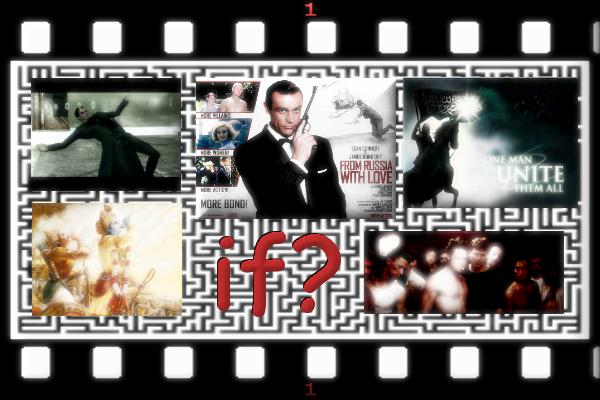 1
MORE VILLAINS!
MORE WOMEN!
MORE ACTION!
MORE BOND!
SEAN CONNERY
JAMES BOND 007
FROM RUSSIA
WITH LOVE
ONE MAN
UNITE
THEM ALL
if?
1